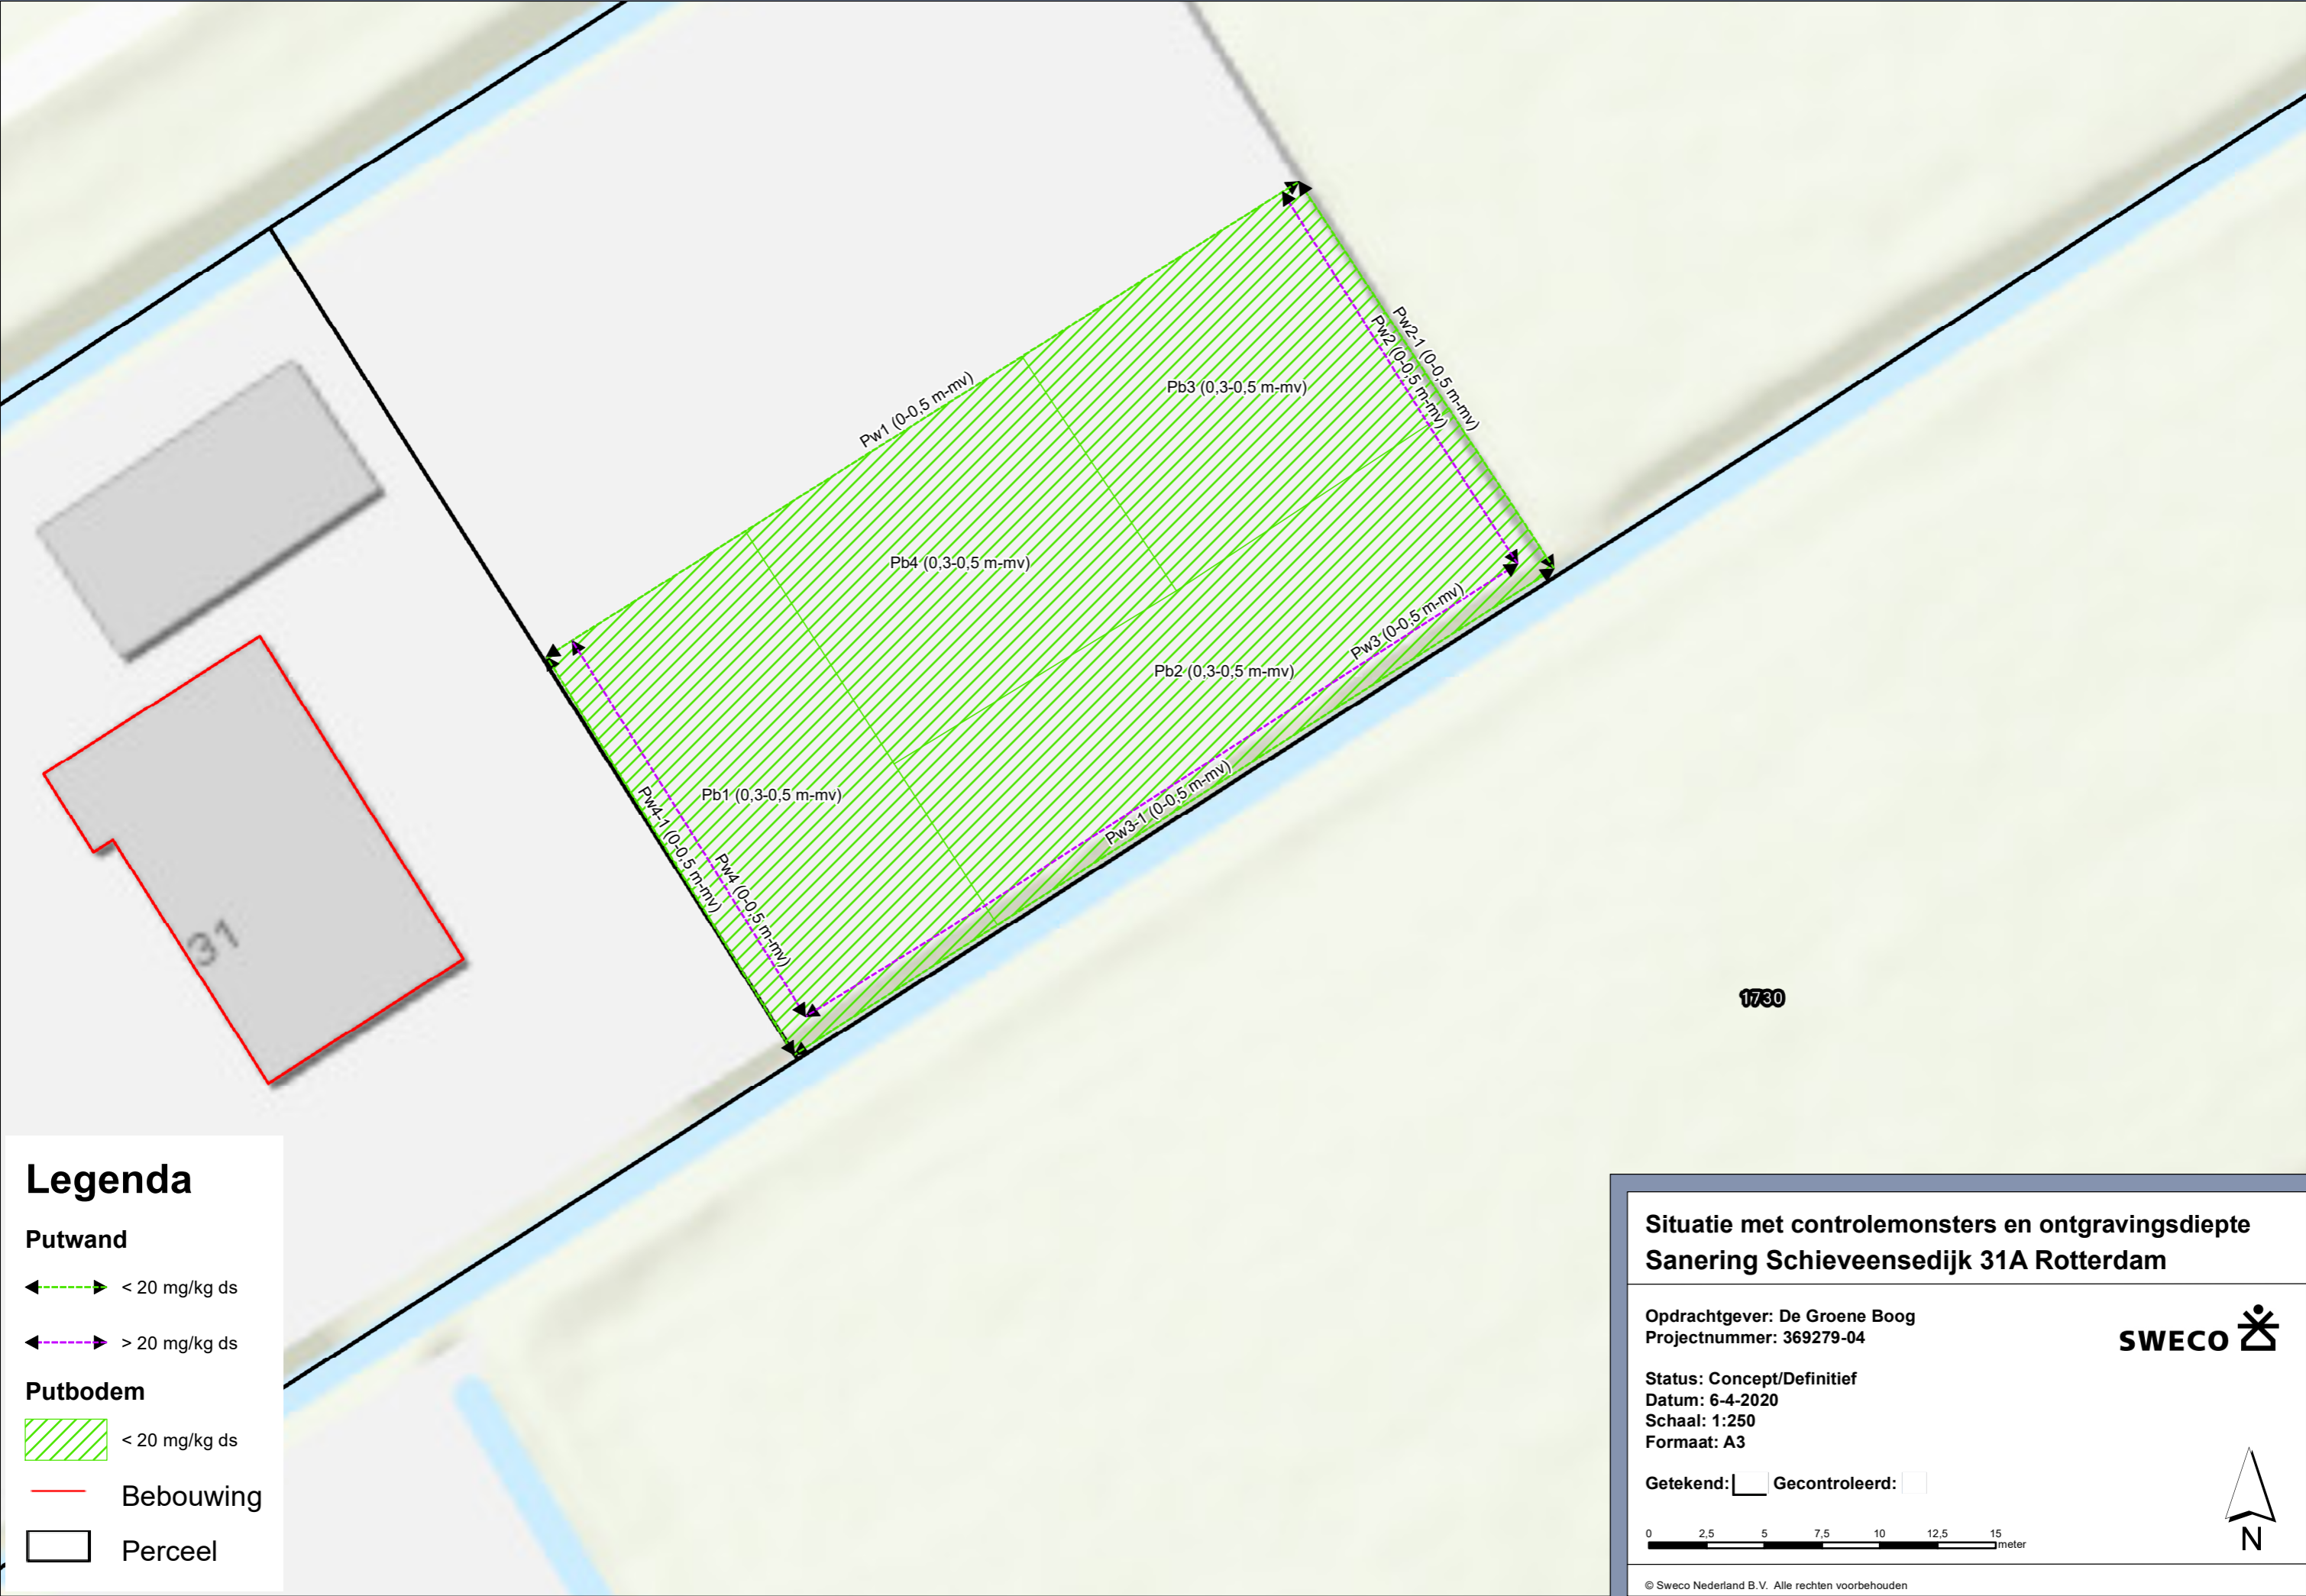 Pw2-1 (0-0,5 m-mv)
Pw2 (0-0,5 m-mv)
Pb3 (0,3-0,5 m-mv)
Pw1 (0-0,5 m-mv)
Pb4 (0,3-0,5 m-mv)
Pw3 (0-0,5 m-mv)
Pb2 (0,3-0,5 m-mv)
Pw3-1 (0-0,5 m-mv)
Pb1 (0,3-0,5 m-mv)
Pw4-1 (0-0,5 m-mv)
Pw4 (0-0,5 m-mv)
31
1730
Legenda
Putwand
< 20 mg/kg ds
> 20 mg/kg ds
Putbodem
< 20 mg/kg ds
Bebouwing
Perceel
Situatie met controlemonsters en ontgravingsdiepte
Sanering Schieveensedijk 31A Rotterdam
Opdrachtgever: De Groene Boog
Projectnummer: 369279-04
SWECO
Status: Concept/Definitief
Datum: 6-4-2020
Schaal: 1:250
Formaat: A3
Getekend: Gecontroleerd:
0 2,5 5 7,5 10 12,5 15
meter
N
© Sweco Nederland B.V. Alle rechten voorbehouden